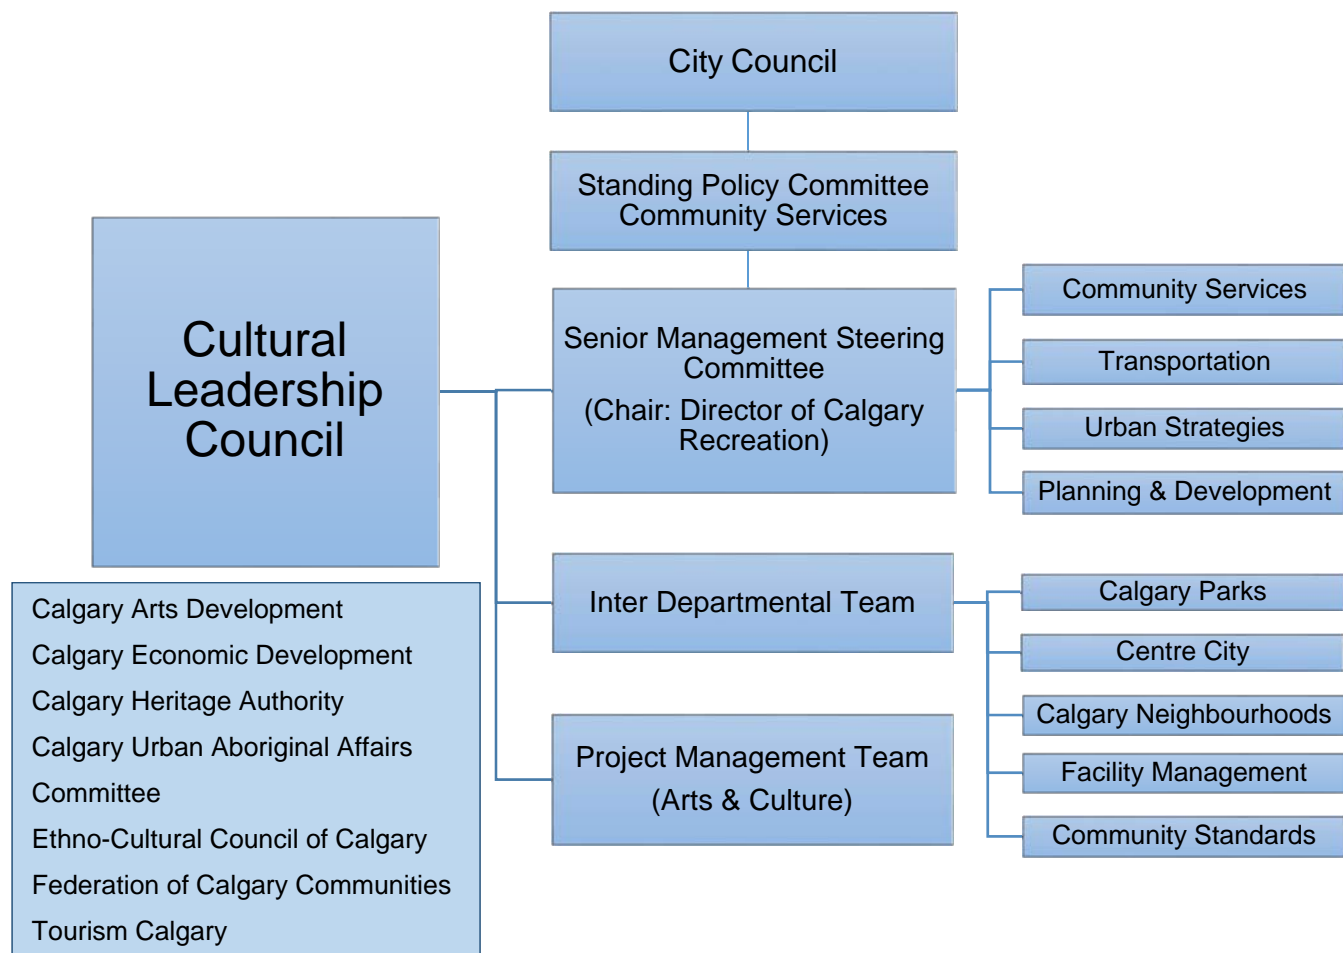 City Council
Standing Policy Committee
Community Services
Cultural
Leadership
Council
Senior Management Steering
Committee
(Chair: Director of Calgary
Recreation)
Community Services
Transportation
Urban Strategies
Planning & Development
Inter Departmental Team
Calgary Parks
Centre City
Calgary Neighbourhoods
Facility Management
Community Standards
Project Management Team
(Arts & Culture)
Calgary Arts Development
Calgary Economic Development
Calgary Heritage Authority
Calgary Urban Aboriginal Affairs
Committee
Ethno-Cultural Council of Calgary
Federation of Calgary Communities
Tourism Calgary